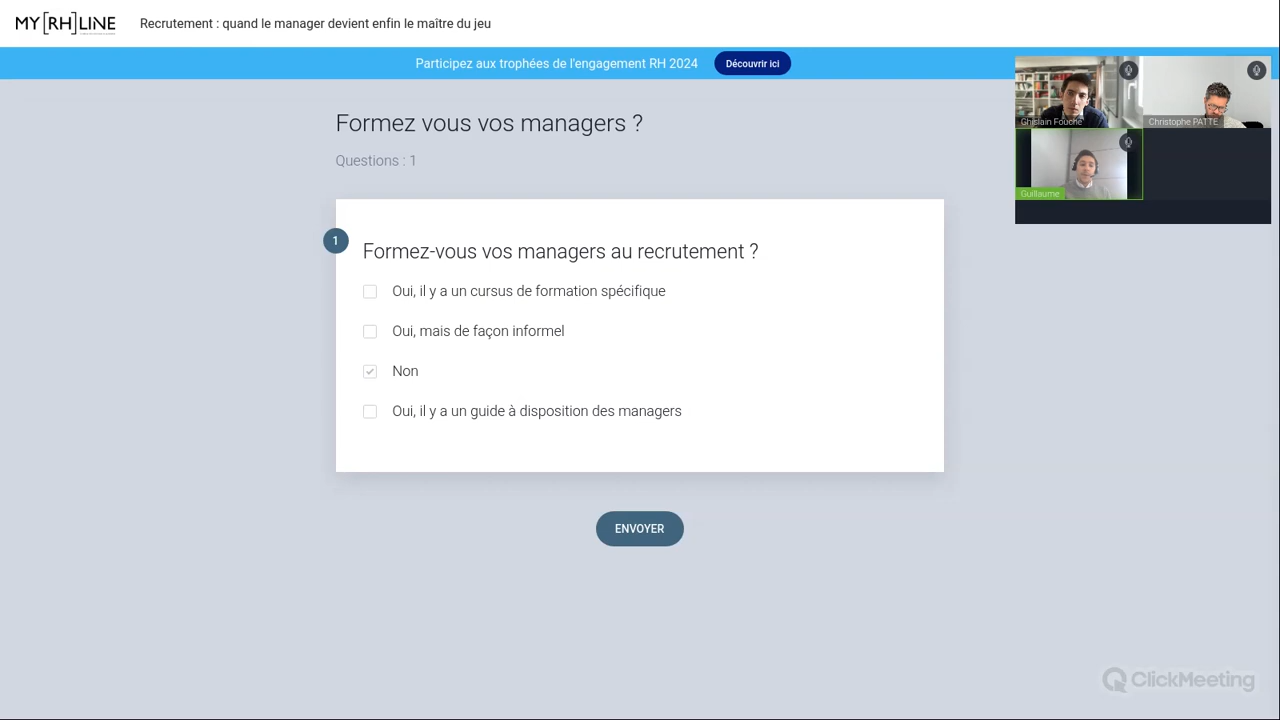 MY[RH]LINE
Recrutement : quand le manager devient enfin le maître du jeu
Participez aux trophées de l'engagement RH 2024
Découvrir ici
Ghislain Fouché
Christophe PATTE
Guillaume
Formez vous vos managers ?
Questions : 1
1
Formez-vous vos managers au recrutement ?
Oui, il y a un cursus de formation spécifique
Oui, mais de façon informel
Non
Oui, il y a un guide à disposition des managers
ENVOYER
ClickMeeting